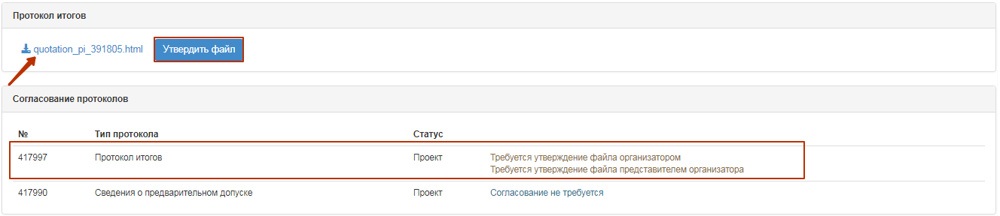 Протокол итогов
quotation_pi_391805.html Утвердить файл
Согласование протоколов
№ Тип протокола Статус
417997 Протокол итогов Проект Требуется утверждение файла организатором
Требуется утверждение файла представителем организатора
417990 Сведения о предварительном допуске Проект Согласование не требуется